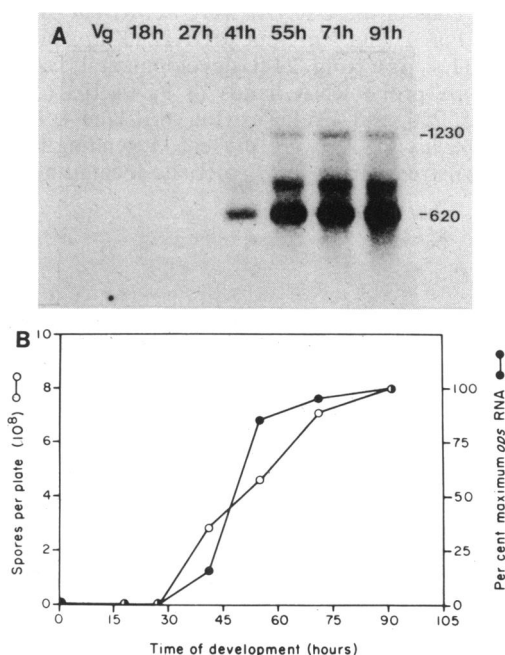 A Vg 18h 27h 41h 55h 71h 91h
-1230
-620
B
10
8
6
4
2
0
Spores per plate (10⁸)
100
75
50
25
0
Per cent maximum ops RNA
0 15 30 45 60 75 90 105
Time of development (hours)